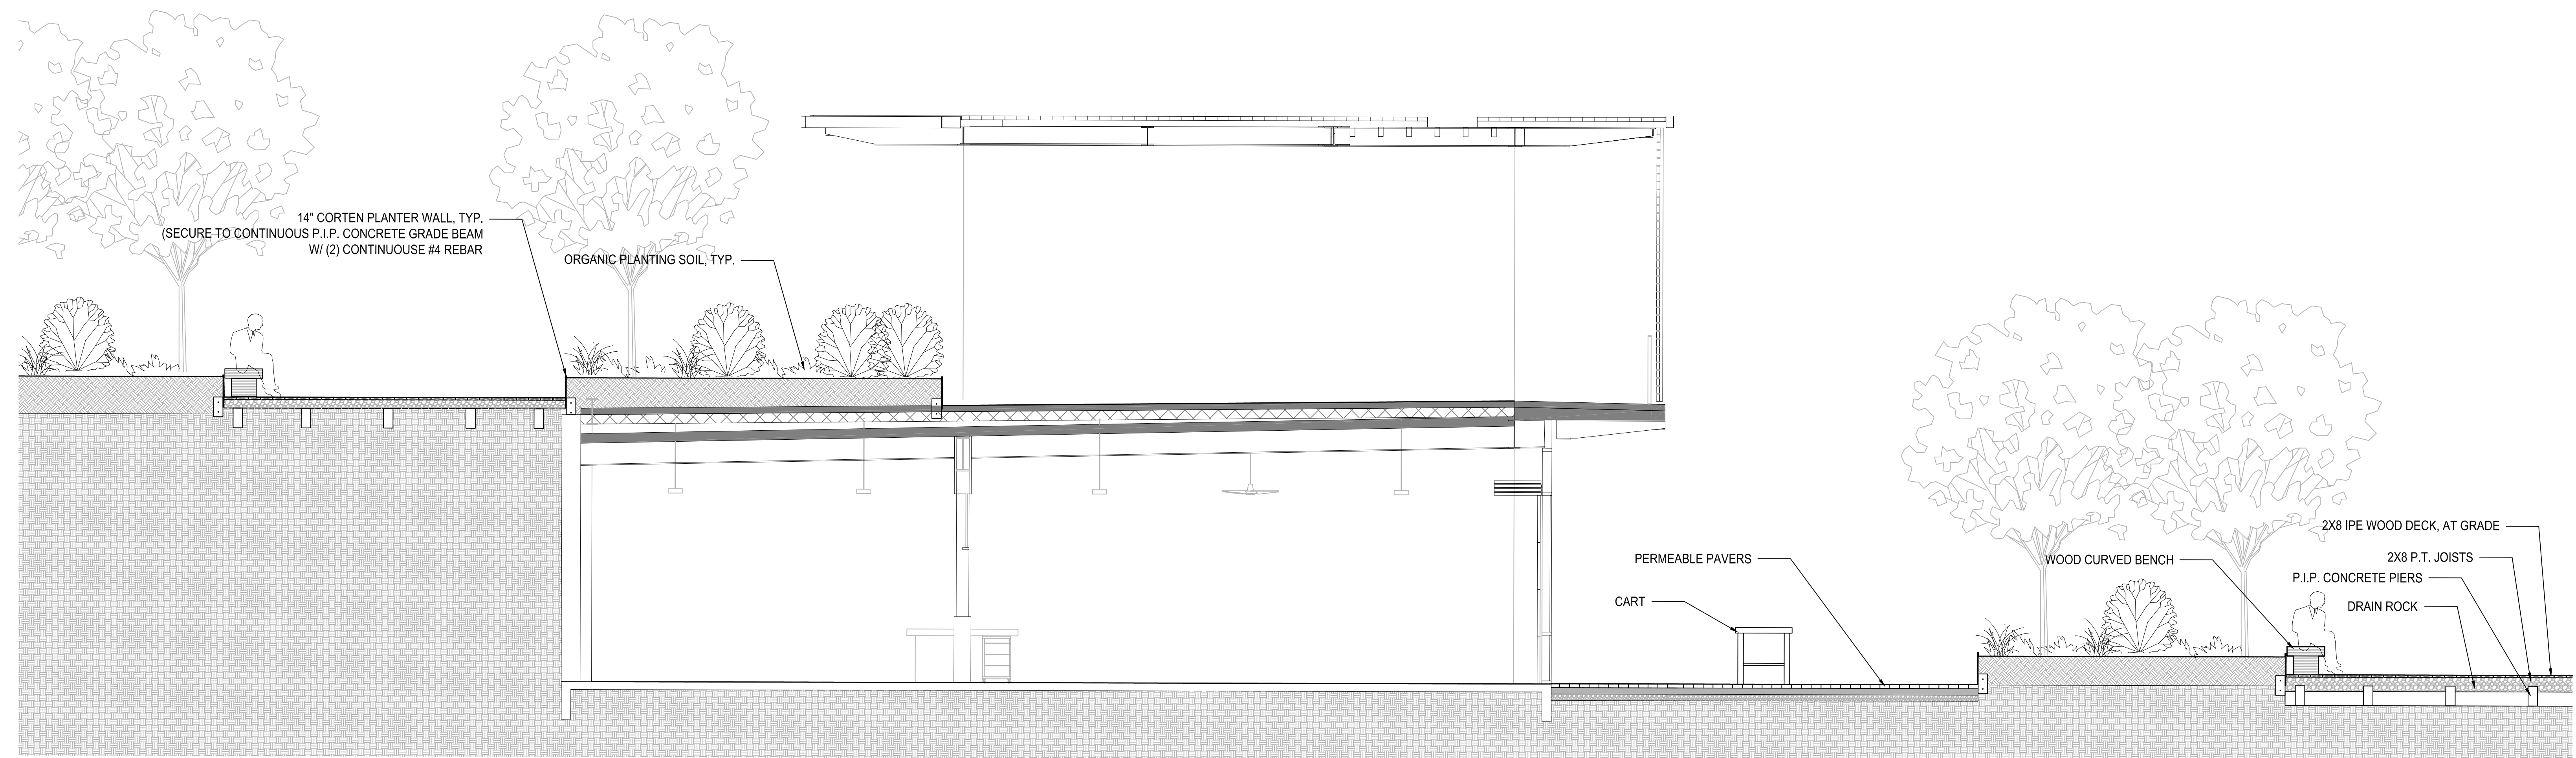 14" CORTEN PLANTER WALL, TYP.
(SECURE TO CONTINUOUS P.I.P. CONCRETE GRADE BEAM
W/ (2) CONTINUOUSE #4 REBAR
ORGANIC PLANTING SOIL, TYP.
PERMEABLE PAVERS
CART
2X8 IPE WOOD DECK, AT GRADE
WOOD CURVED BENCH
2X8 P.T. JOISTS
P.I.P. CONCRETE PIERS
DRAIN ROCK